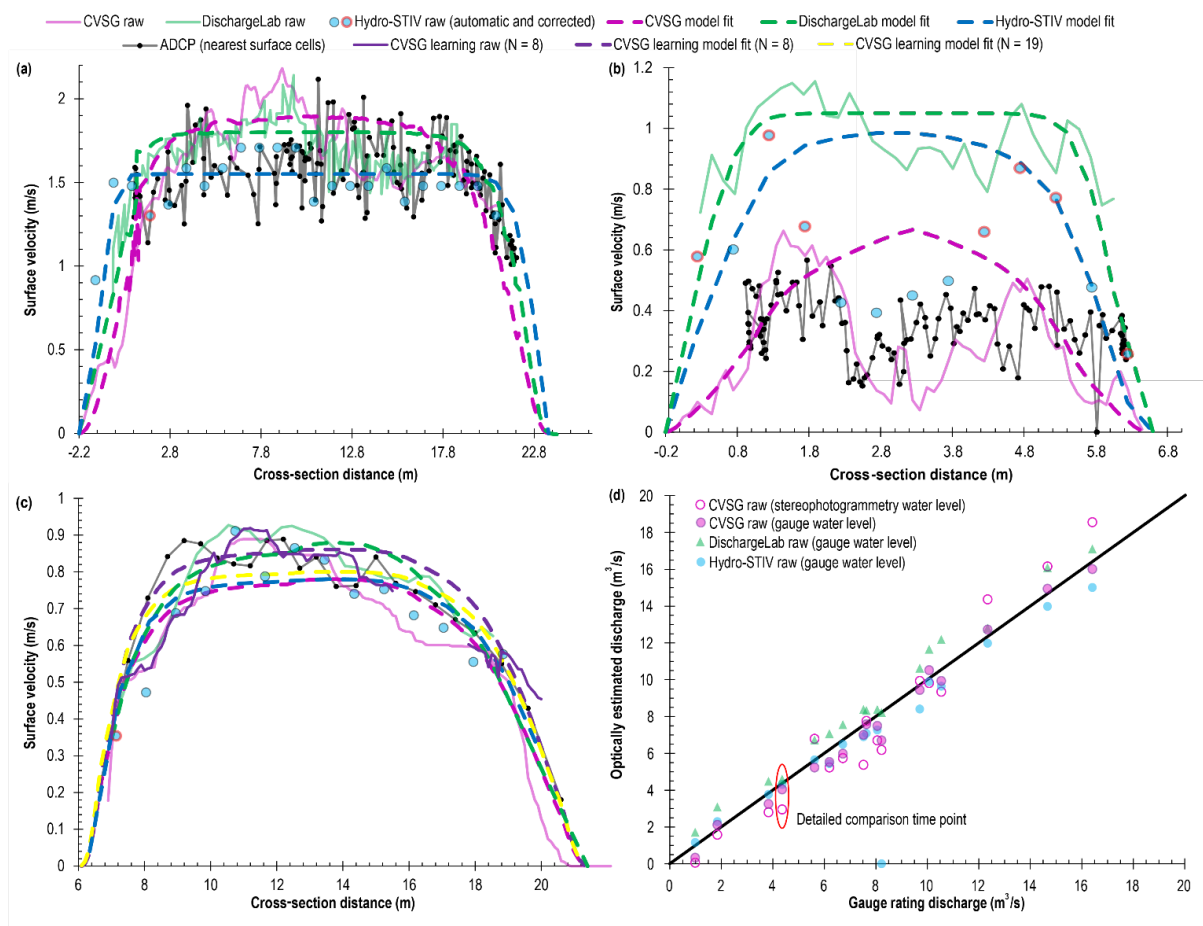 CVSG raw DischargeLab raw Hydro-STIV raw (automatic and corrected) CVSG model fit DischargeLab model fit Hydro-STIV model fit
ADCP (nearest surface cells) CVSG learning raw (N = 8) CVSG learning model fit (N = 8) CVSG learning model fit (N = 19)
(a)
Surface velocity (m/s)
2
1.5
1
0.5
0
-2.2 2.8 7.8 12.8 17.8 22.8
Cross-section distance (m)
(b)
Surface velocity (m/s)
1.2
1
0.8
0.6
0.4
0.2
0
-0.2 0.8 1.8 2.8 3.8 4.8 5.8 6.8
Cross-section distance (m)
(c)
Surface velocity (m/s)
1
0.9
0.8
0.7
0.6
0.5
0.4
0.3
0.2
0.1
0
6 8 10 12 14 16 18 20
Cross-section distance (m)
(d)
CVSG raw (stereophotogrammetry water level)
CVSG raw (gauge water level)
DischargeLab raw (gauge water level)
Hydro-STIV raw (gauge water level)
Optically estimated discharge (m³/s)
20
18
16
14
12
10
8
6
4
2
0
Detailed comparison time point
0 2 4 6 8 10 12 14 16 18 20
Gauge rating discharge (m³/s)